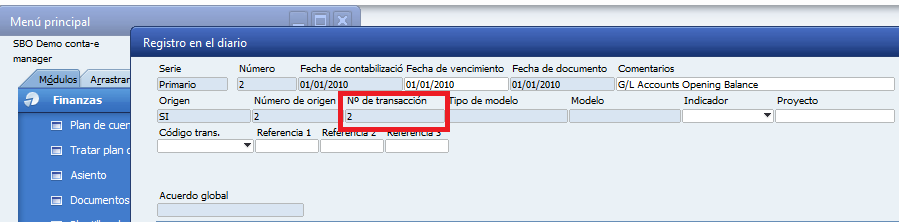 Menú principal
SBO Demo conta-e
manager
Módulos Arrastrar
Finanzas
Plan de cuen
Tratar plan c
Asiento
Documentos
Registro en el diario
Serie Número Fecha de contabilizació Fecha de vencimiento Fecha de documento Comentarios
Primario 2 01/01/2010 01/01/2010 01/01/2010 G/L Accounts Opening Balance
Origen Número de origen Nº de transacción Tipo de modelo Modelo Indicador Proyecto
SI 2 2
Código trans. Referencia 1 Referencia 2 Referencia 3
Acuerdo global